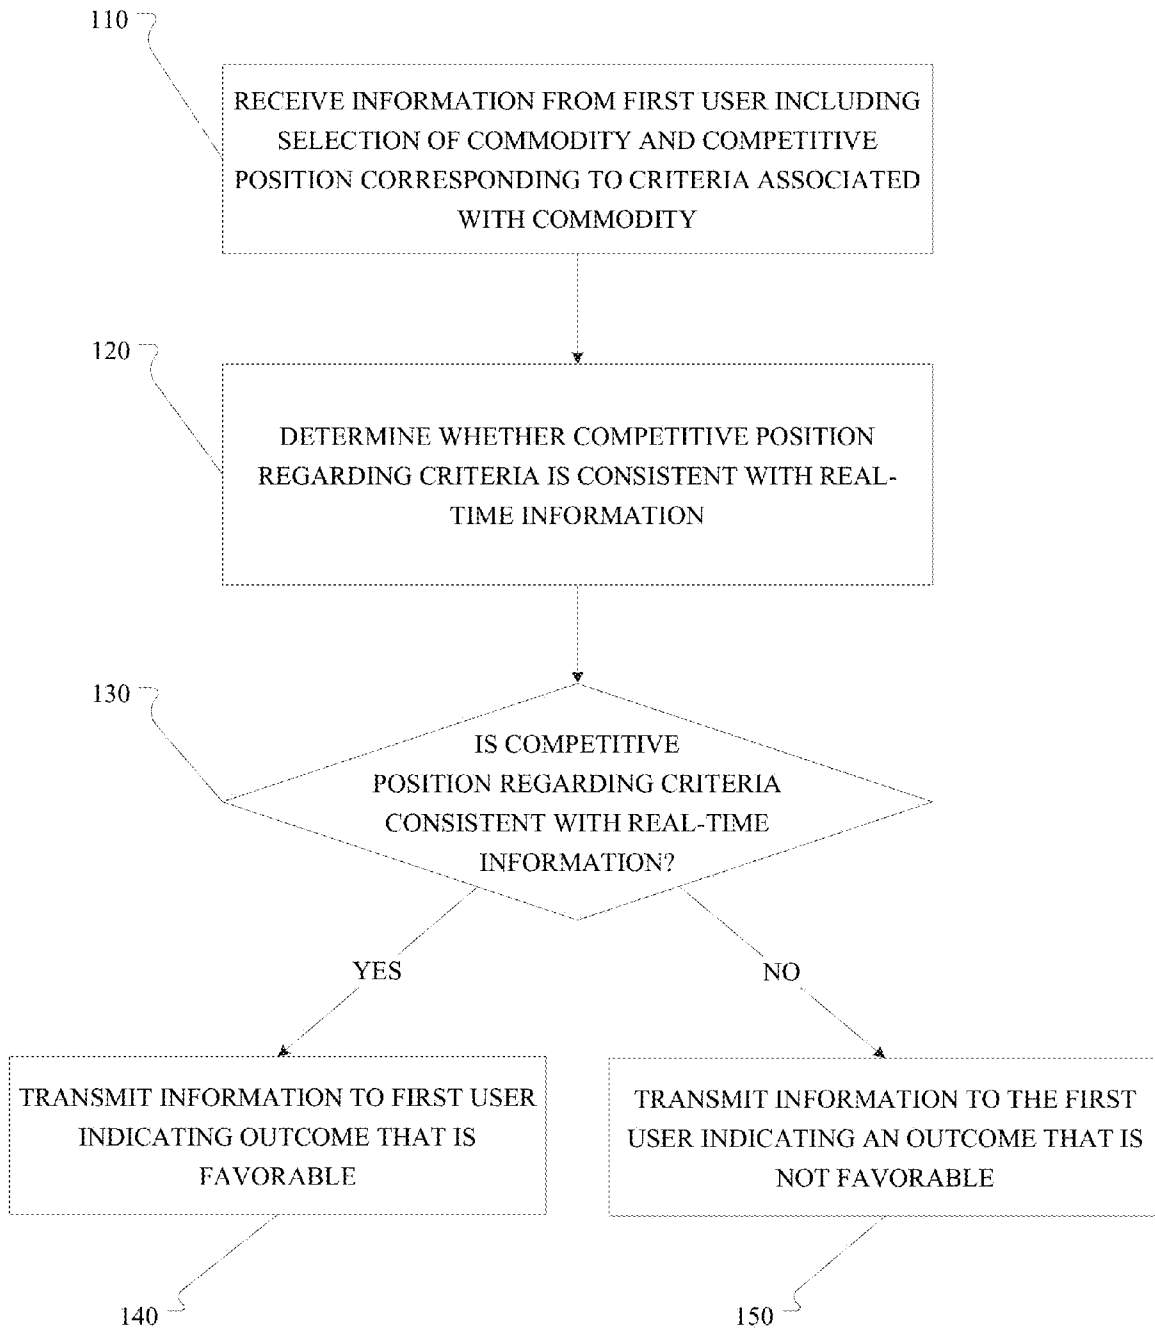 110
RECEIVE INFORMATION FROM FIRST USER INCLUDING
SELECTION OF COMMODITY AND COMPETITIVE
POSITION CORRESPONDING TO CRITERIA ASSOCIATED
WITH COMMODITY
120
DETERMINE WHETHER COMPETITIVE POSITION
REGARDING CRITERIA IS CONSISTENT WITH REAL-
TIME INFORMATION
130
IS COMPETITIVE
POSITION REGARDING CRITERIA
CONSISTENT WITH REAL-TIME
INFORMATION?
YES
NO
TRANSMIT INFORMATION TO FIRST USER
INDICATING OUTCOME THAT IS
FAVORABLE
TRANSMIT INFORMATION TO THE FIRST
USER INDICATING AN OUTCOME THAT IS
NOT FAVORABLE
140
150